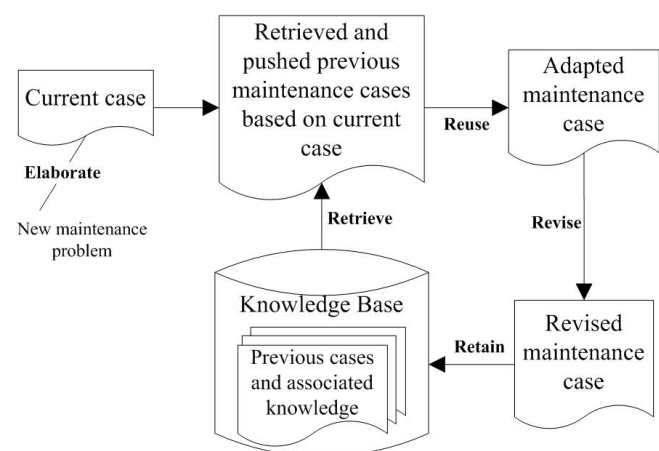 Current case
Elaborate
New maintenance
problem
Retrieved and
pushed previous
maintenance cases
based on current
case
Reuse
Adapted
maintenance
case
Revise
Retrieve
Knowledge Base
Previous cases
and associated
knowledge
Retain
Revised
maintenance
case